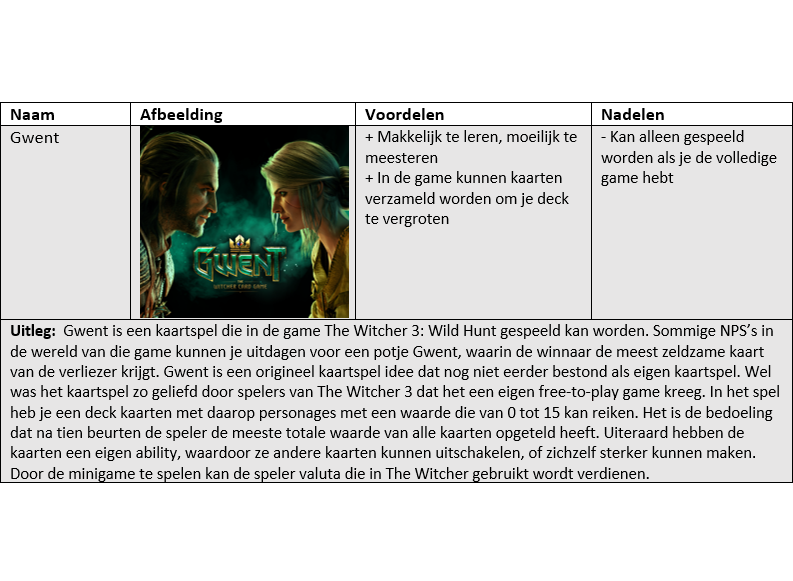 Naam Afbeelding Voordelen Nadelen
Gwent
GWENT
THE
WITCHER CARD GAME
+ Makkelijk te leren, moeilijk te
meesteren
+ In de game kunnen kaarten
verzameld worden om je deck
te vergroten
- Kan alleen gespeeld
worden als je de volledige
game hebt
Uitleg: Gwent is een kaartspel die in de game The Witcher 3: Wild Hunt gespeeld kan worden. Sommige NPS’s in
de wereld van die game kunnen je uitdagen voor een potje Gwent, waarin de winnaar de meest zeldzame kaart
van de verliezer krijgt. Gwent is een origineel kaartspel idee dat nog niet eerder bestond als eigen kaartspel. Wel
was het kaartspel zo geliefd door spelers van The Witcher 3 dat het een eigen free-to-play game kreeg. In het spel
heb je een deck kaarten met daarop personages met een waarde die van 0 tot 15 kan reiken. Het is de bedoeling
dat na tien beurten de speler de meeste totale waarde van alle kaarten opgeteld heeft. Uiteraard hebben de
kaarten een eigen ability, waardoor ze andere kaarten kunnen uitschakelen, of zichzelf sterker kunnen maken.
Door de minigame te spelen kan de speler valuta die in The Witcher gebruikt wordt verdienen.